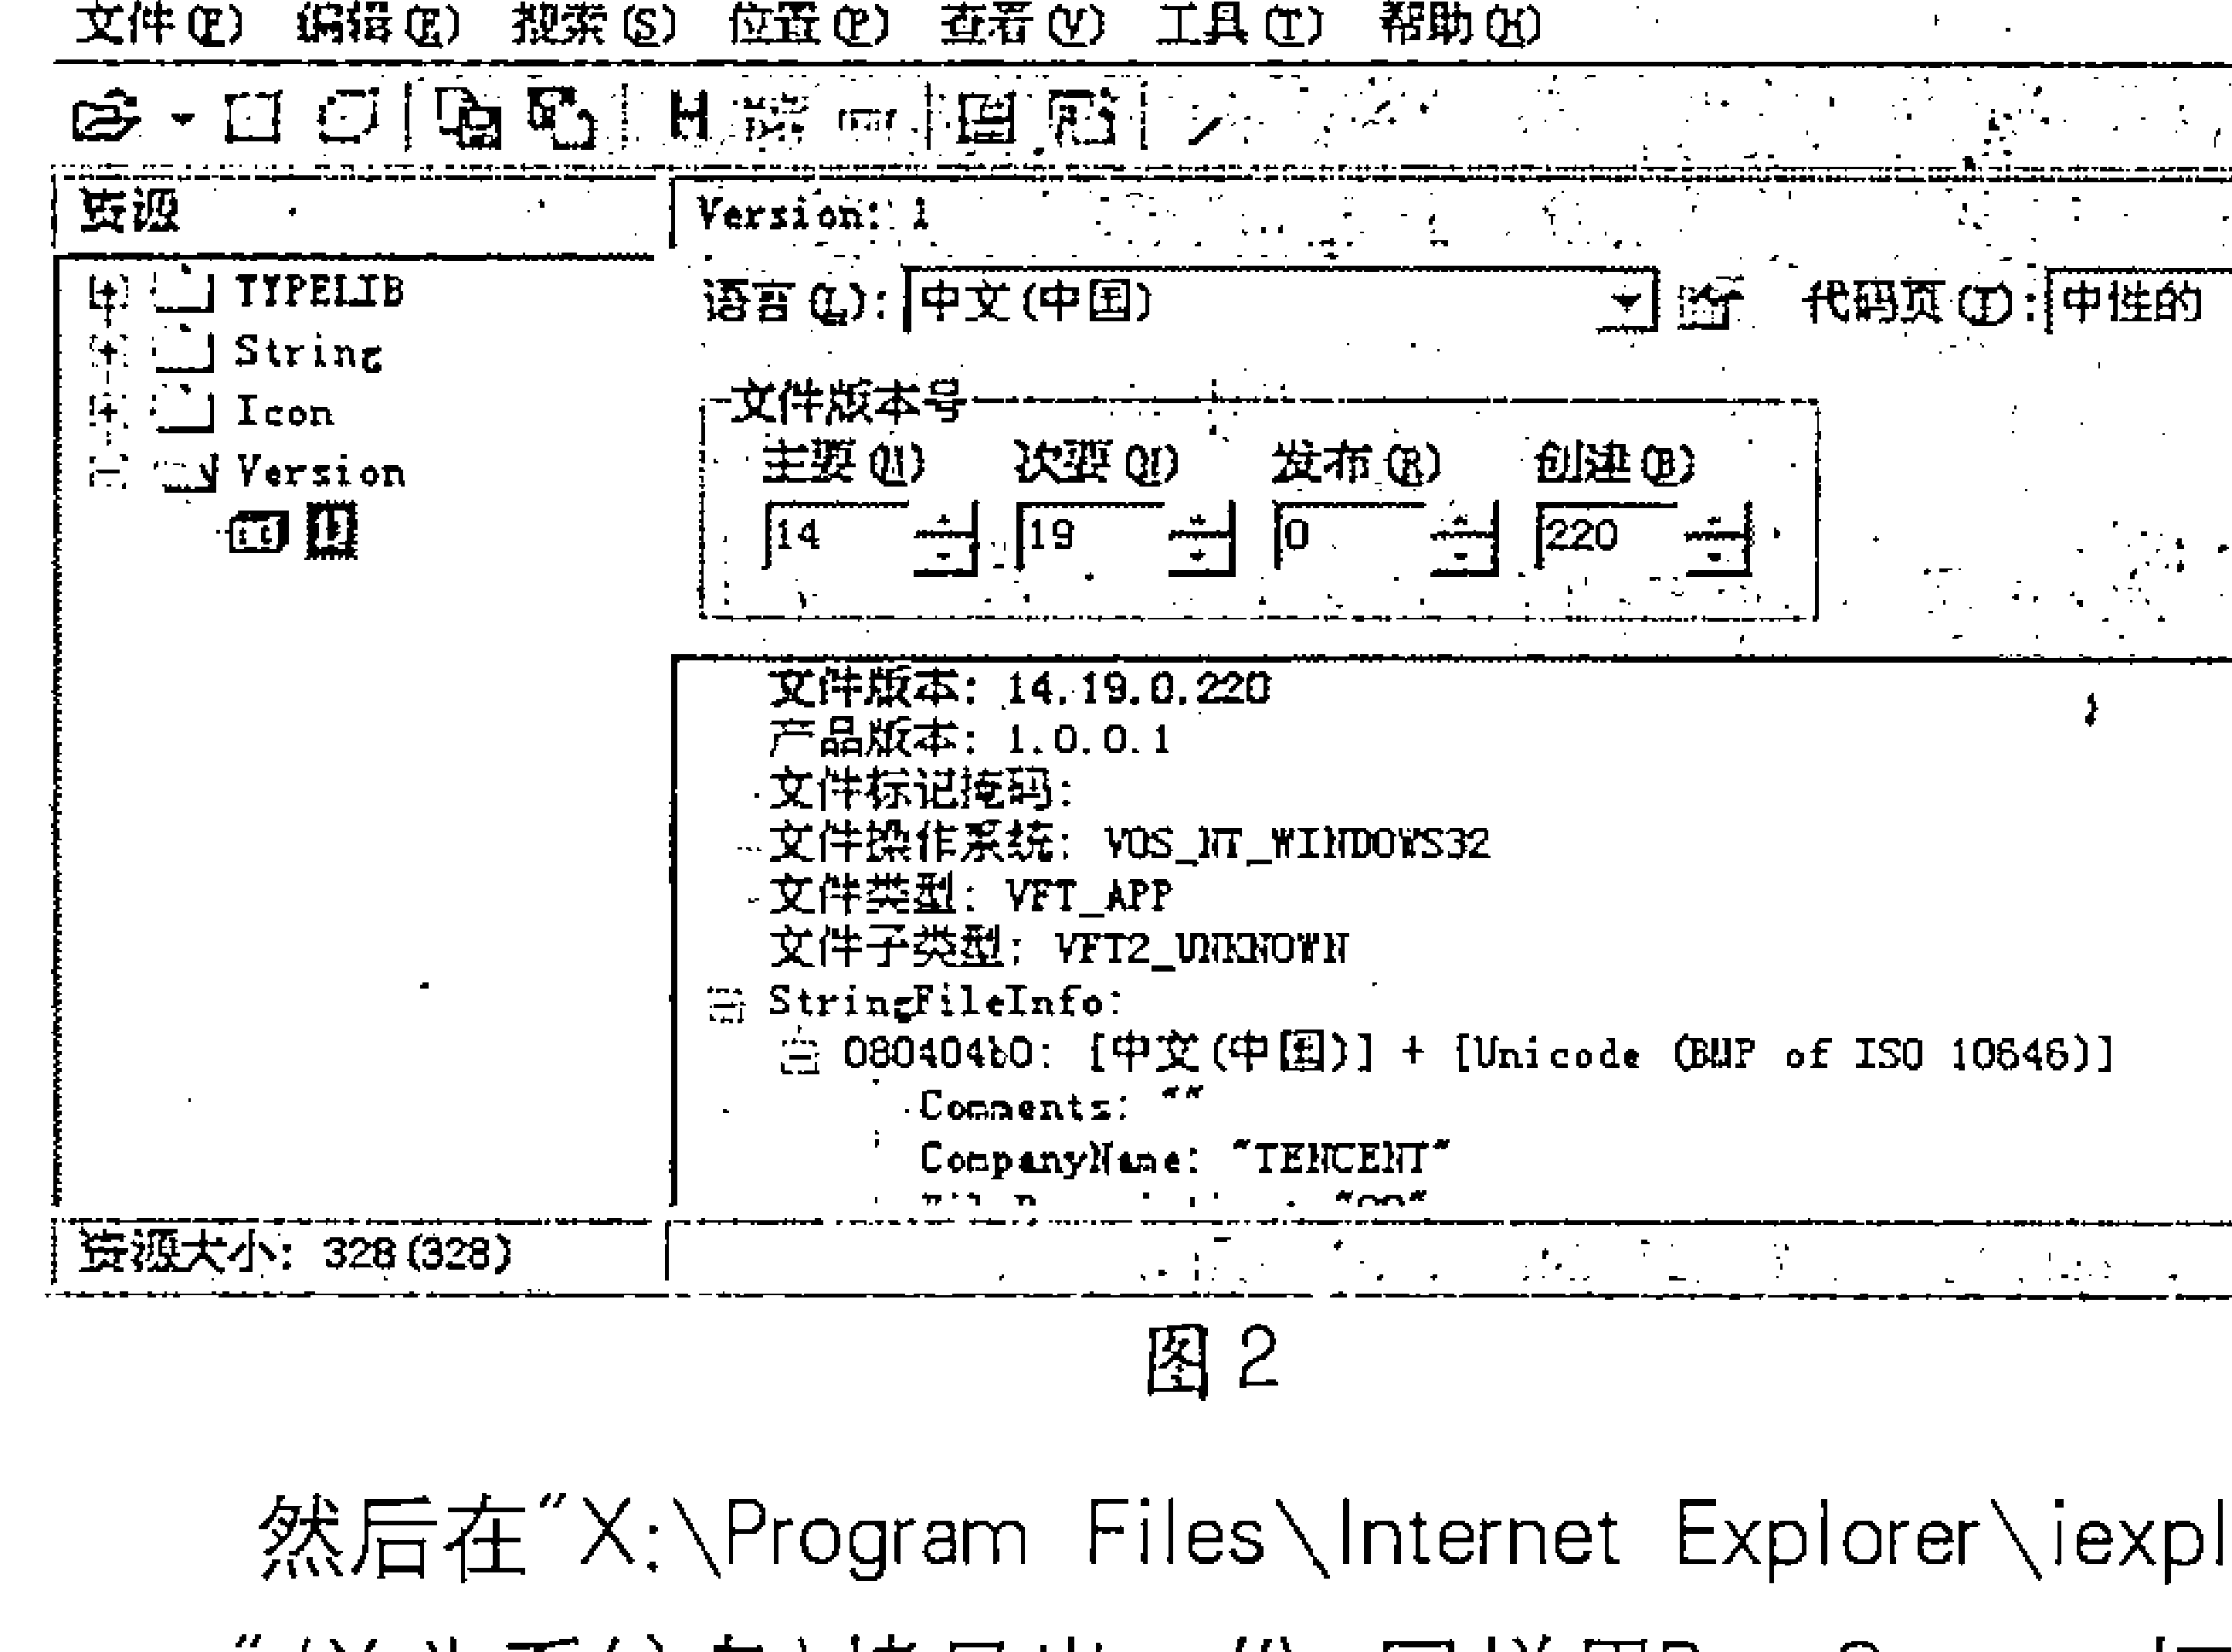 文件(F) 编辑(E) 搜索(S) 位置(P) 查看(V) 工具(T) 帮助(H)
资源
Version: 1
TYPELIB
String
Icon
Version
1
语言(L): 中文(中国) 代码页(I): 中性的
文件版本号
主要(M) 次要(N) 发布(R) 创建(B)
14 19 0 220
文件版本: 14.19.0.220
产品版本: 1.0.0.1
文件标记掩码:
文件操作系统: VOS_NT_WINDOWS32
文件类型: VFT_APP
文件子类型: VFT2_UNKNOWN
StringFileInfo:
080404b0: [中文(中国)] + [Unicode (BMP of ISO 10646)]
Comments: ""
CompanyName: "TENCENT"
资源大小: 328(328)
图2
然后在"X:\Program Files\Internet Explorer\iexpl